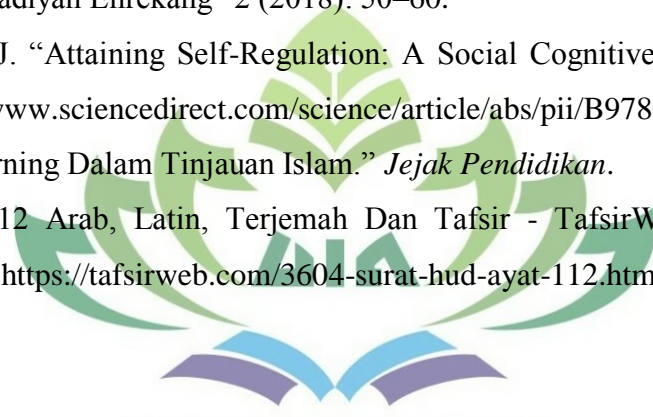 adiyah Enrekang" 2 (2018): 50–60.
J. “Attaining Self-Regulation: A Social Cognitive
www.sciencedirect.com/science/article/abs/pii/B978
rning Dalam Tinjauan Islam.” Jejak Pendidikan.
12 Arab, Latin, Terjemah Dan Tafsir - TafsirW
https://tafsirweb.com/3604-surat-hud-ayat-112.htm